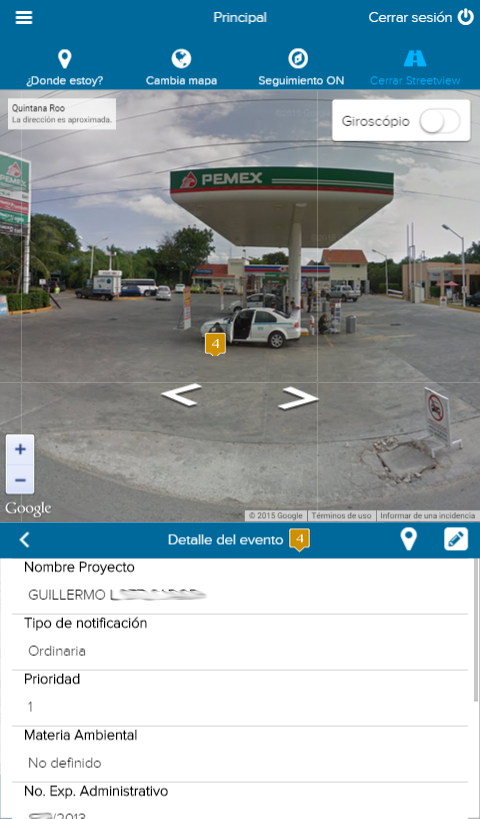 Principal
Cerrar sesión
¿Donde estoy?
Cambia mapa
Seguimiento ON
Cerrar Streetview
Quintana Roo
La dirección es aproximada.
Giroscópio
PEMEX
PEMEX
4
+
−
Google
© 2015 Google
Términos de uso
Informar de una incidencia
Detalle del evento 4
Nombre Proyecto
GUILLERMO
Tipo de notificación
Ordinaria
Prioridad
1
Materia Ambiental
No definido
No. Exp. Administrativo
/2013